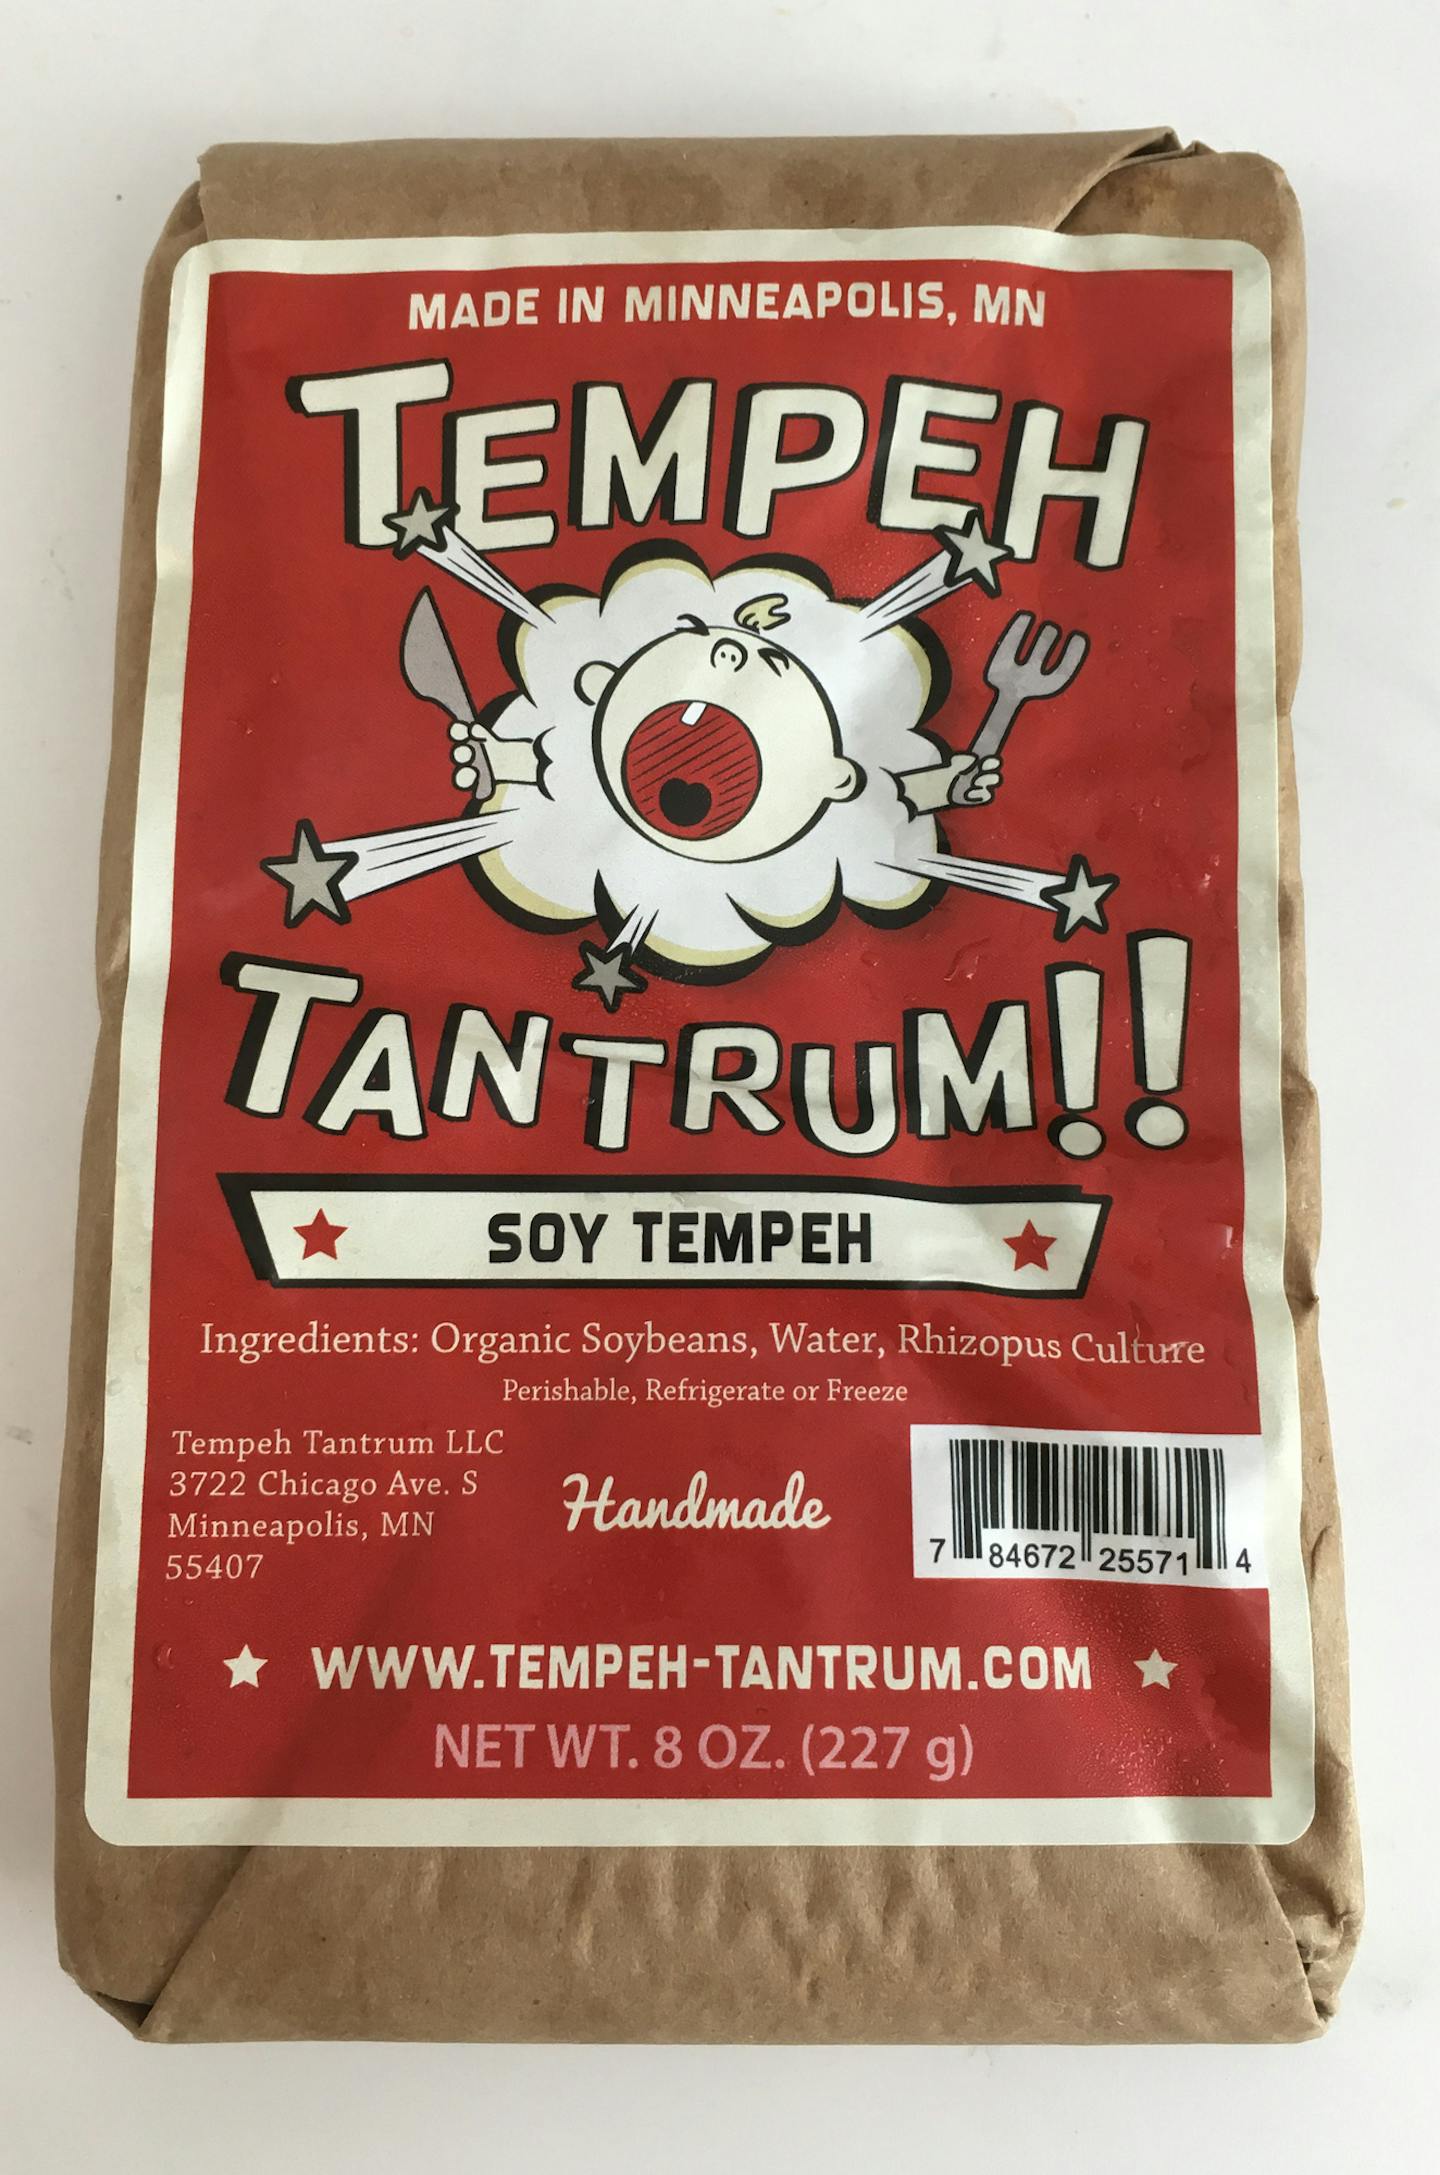 MADE IN MINNEAPOLIS, MN
TEMPEH
TANTRUM!!
SOY TEMPEH
Ingredients: Organic Soybeans, Water, Rhizopus Culture
Perishable, Refrigerate or Freeze
Tempeh Tantrum LLC
3722 Chicago Ave. S
Minneapolis, MN
55407
Handmade
7 84672 25571 4
WWW.TEMPEH-TANTRUM.COM
NET WT. 8 OZ. (227 g)